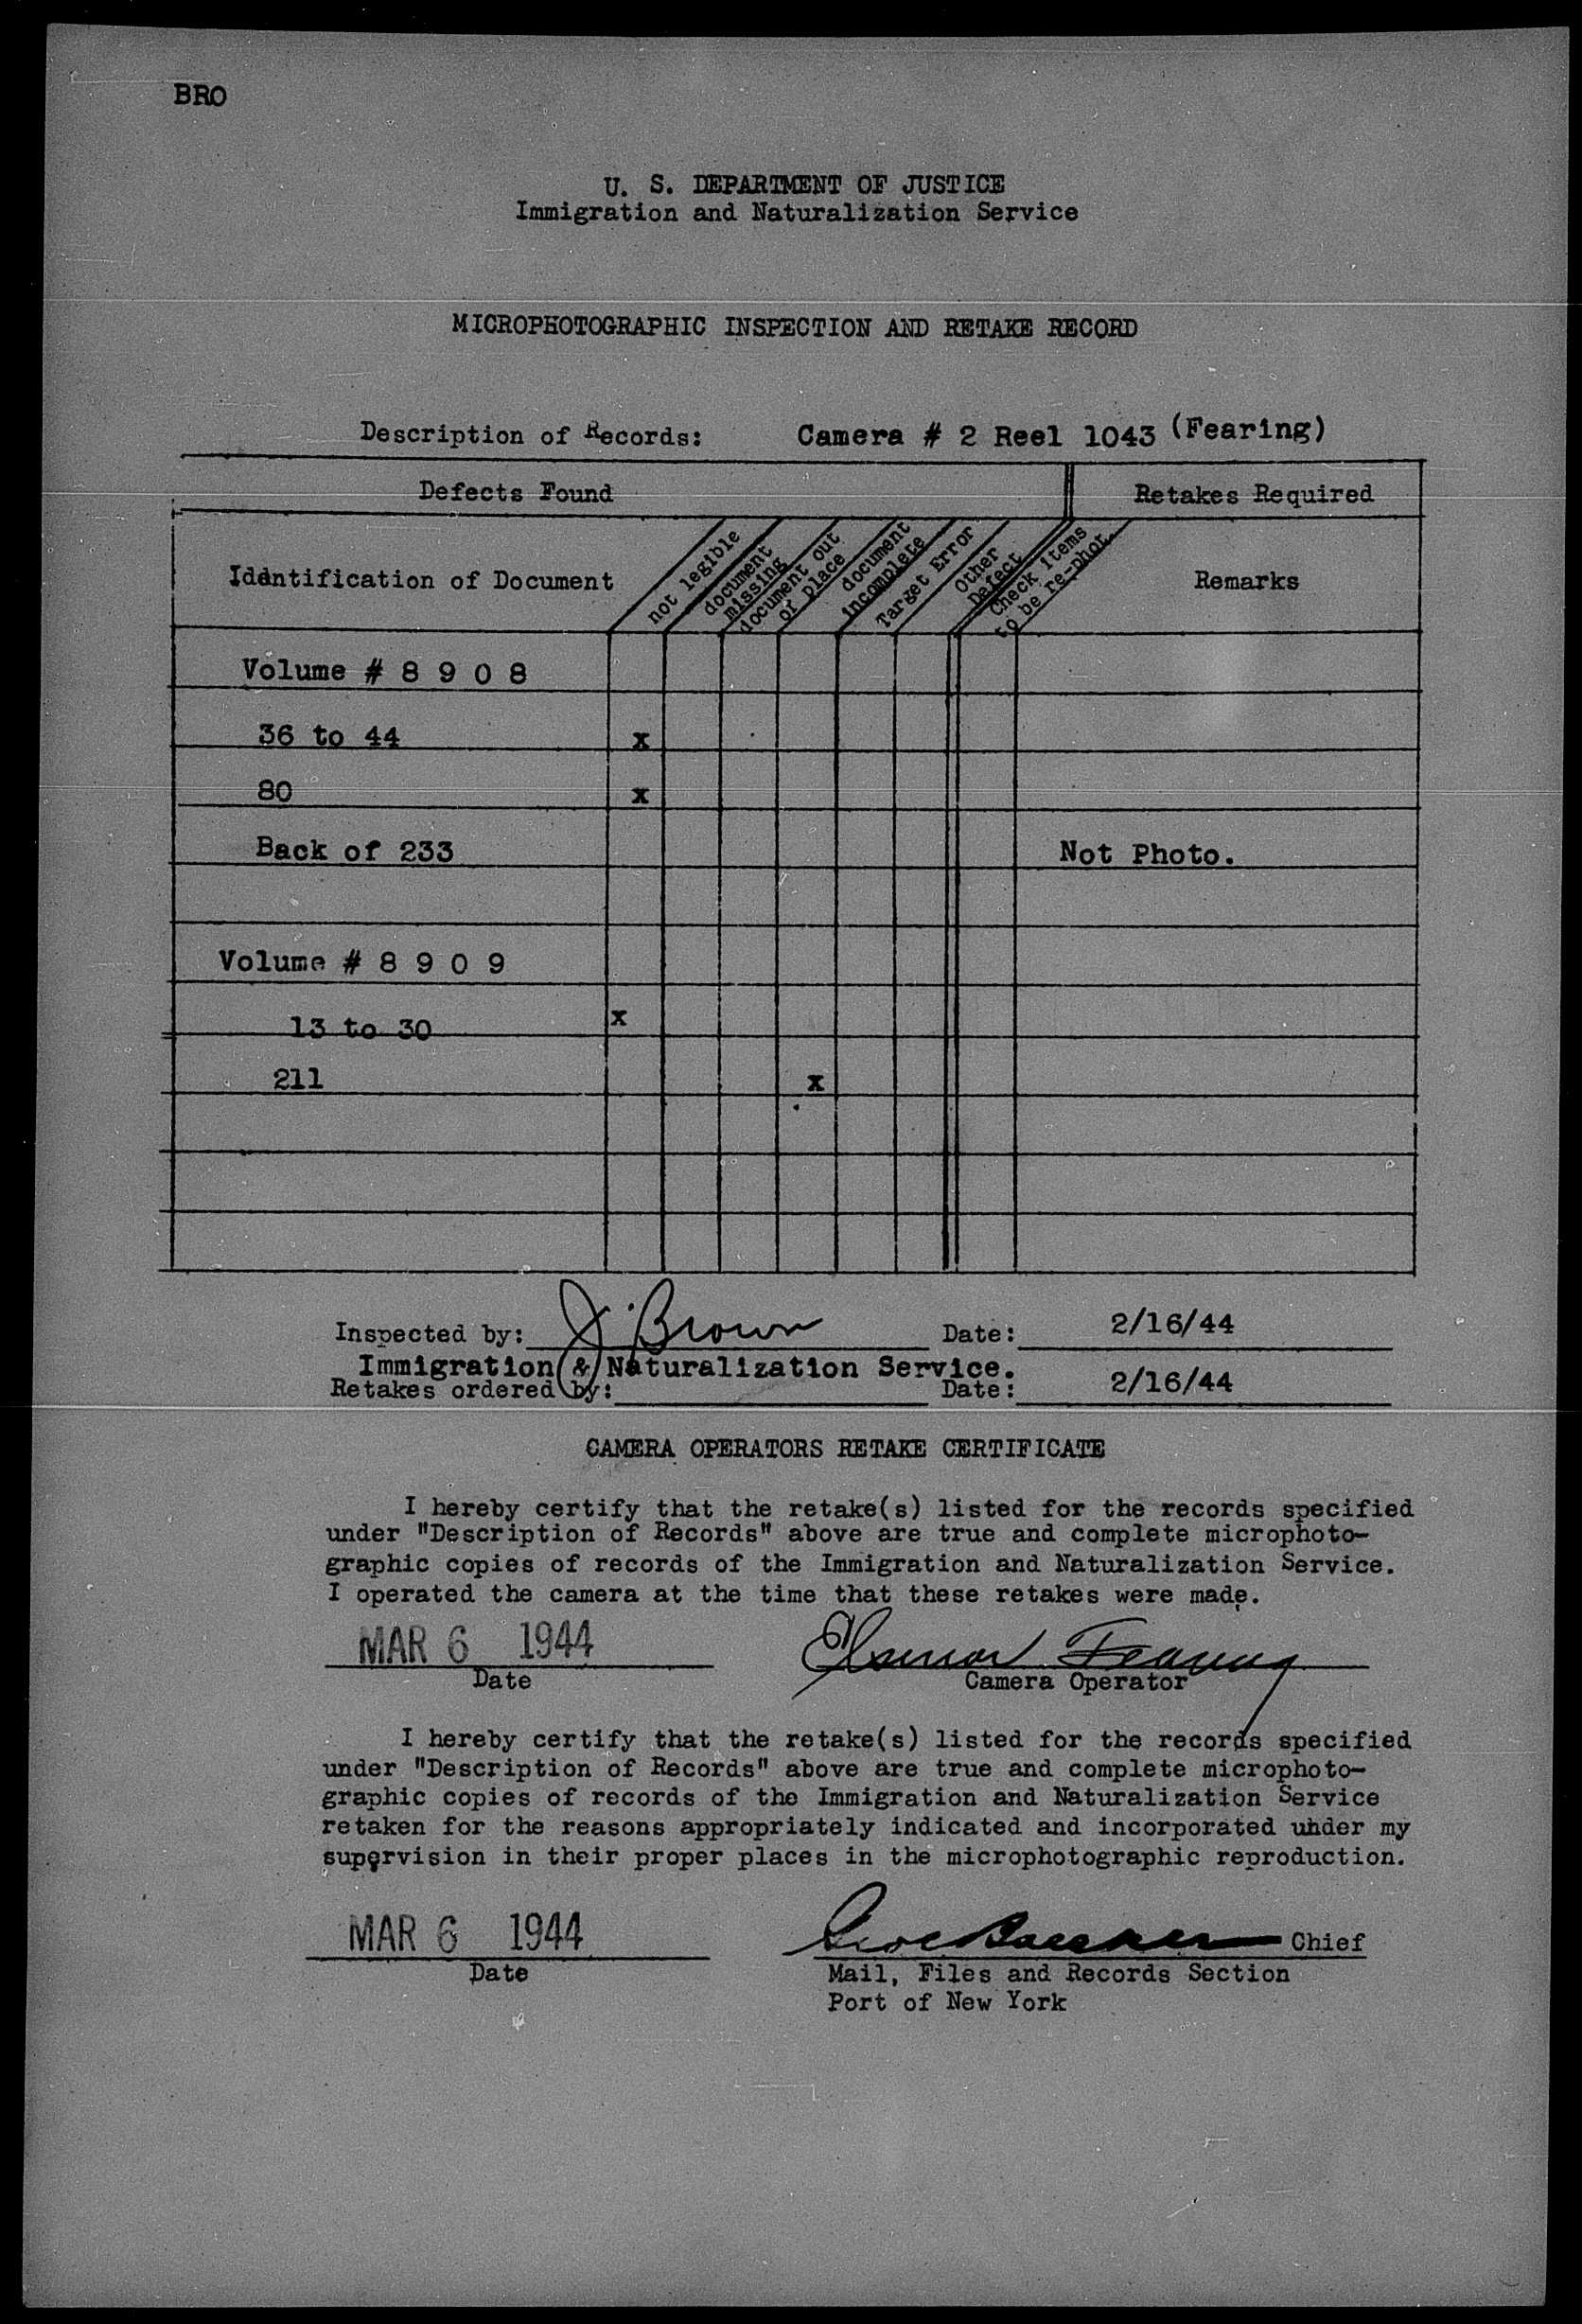 BRO
U. S. DEPARTMENT OF JUSTICE
Immigration and Naturalization Service
MICROPHOTOGRAPHIC INSPECTION AND RETAKE RECORD
Description of Records: Camera # 2 Reel 1043 (Fearing)
Defects Found Retakes Required
Identification of Document not legible document missing document out of place document incomplete Target Error Other Defect Check items to be re-phot. Remarks
Volume # 8 9 0 8
36 to 44 x
80 x
Back of 233 Not Photo.
Volume # 8 9 0 9
13 to 30 x
211 x
Inspected by: J. Brown Date: 2/16/44
Immigration & Naturalization Service.
Retakes ordered by: Date: 2/16/44
CAMERA OPERATORS RETAKE CERTIFICATE
I hereby certify that the retake(s) listed for the records specified
under "Description of Records" above are true and complete microphoto-
graphic copies of records of the Immigration and Naturalization Service.
I operated the camera at the time that these retakes were made.
MAR 6 1944 Eleanor Fearing
Date Camera Operator
I hereby certify that the retake(s) listed for the records specified
under "Description of Records" above are true and complete microphoto-
graphic copies of records of the Immigration and Naturalization Service
retaken for the reasons appropriately indicated and incorporated under my
supervision in their proper places in the microphotographic reproduction.
MAR 6 1944 Chief
Date Mail, Files and Records Section
Port of New York